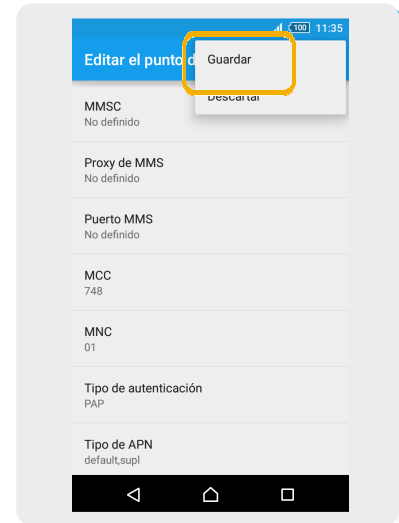 100 11:35
Editar el punto d
Guardar
Descartar
MMSC
No definido
Proxy de MMS
No definido
Puerto MMS
No definido
MCC
748
MNC
01
Tipo de autenticación
PAP
Tipo de APN
default,supl